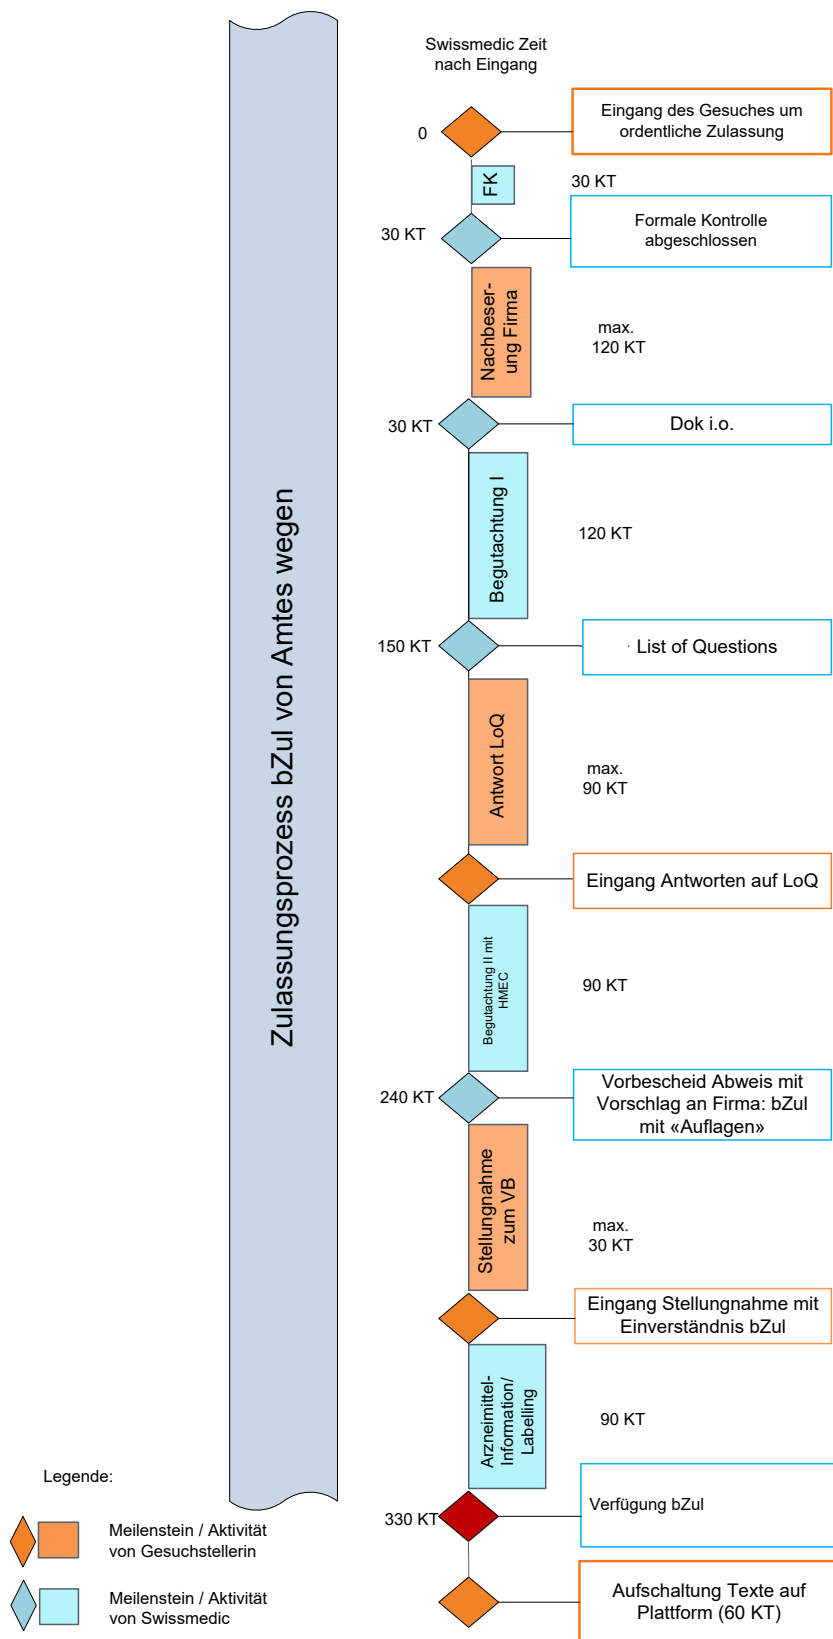 Zulassungsprozess bZul von Amtes wegen
Swissmedic Zeit
nach Eingang
0
Eingang des Gesuches um
ordentliche Zulassung
FK
30 KT
30 KT
Formale Kontrolle
abgeschlossen
Nachbeser-
ung Firma
max.
120 KT
30 KT
Dok i.o.
Begutachtung I
120 KT
150 KT
· List of Questions
Antwort LoQ
max.
90 KT
Eingang Antworten auf LoQ
Begutachtung II mit
HMEC
90 KT
240 KT
Vorbescheid Abweis mit
Vorschlag an Firma: bZul
mit «Auflagen»
Stellungnahme
zum VB
max.
30 KT
Eingang Stellungnahme mit
Einverständnis bZul
Arzneimittel-
Information/
Labelling
90 KT
330 KT
Verfügung bZul
Aufschaltung Texte auf
Plattform (60 KT)
Legende:
Meilenstein / Aktivität
von Gesuchstellerin
Meilenstein / Aktivität
von Swissmedic